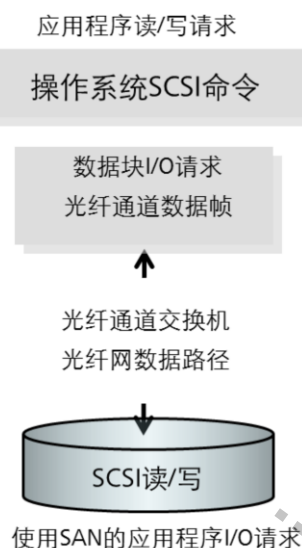 应用程序读/写请求
操作系统SCSI命令
数据块I/O请求
光纤通道数据帧
光纤通道交换机
光纤网数据路径
SCSI读/写
使用SAN的应用程序I/O请求